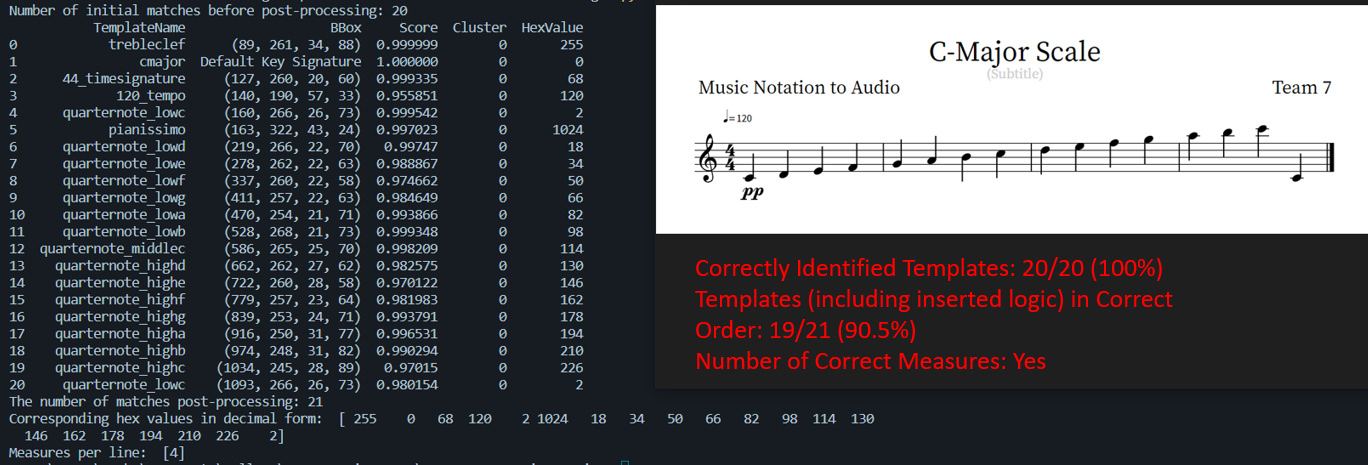 Number of initial matches before post-processing: 20
TemplateName BBox Score Cluster HexValue
0 trebleclef (89, 261, 34, 88) 0.999999 0 255
1 cmajor Default Key Signature 1.000000 0 0
2 44_timesignature (127, 260, 20, 60) 0.999335 0 68
3 120_tempo (140, 190, 57, 33) 0.955851 0 120
4 quarternote_lowc (160, 266, 26, 73) 0.999542 0 2
5 pianissimo (163, 322, 43, 24) 0.997023 0 1024
6 quarternote_lowd (219, 266, 22, 70) 0.99747 0 18
7 quarternote_lowe (278, 262, 22, 63) 0.988867 0 34
8 quarternote_lowf (337, 260, 22, 58) 0.974662 0 50
9 quarternote_lowg (411, 257, 22, 63) 0.984649 0 66
10 quarternote_lowa (470, 254, 21, 71) 0.993866 0 82
11 quarternote_lowb (528, 268, 21, 73) 0.999348 0 98
12 quarternote_middlec (586, 265, 25, 70) 0.998209 0 114
13 quarternote_highd (662, 262, 27, 62) 0.982575 0 130
14 quarternote_highe (722, 260, 28, 58) 0.970122 0 146
15 quarternote_highf (779, 257, 23, 64) 0.981983 0 162
16 quarternote_highg (839, 253, 24, 71) 0.993791 0 178
17 quarternote_higha (916, 250, 31, 77) 0.996531 0 194
18 quarternote_highb (974, 248, 31, 82) 0.990294 0 210
19 quarternote_highc (1034, 245, 28, 89) 0.97015 0 226
20 quarternote_lowc (1093, 266, 26, 73) 0.980154 0 2
The number of matches post-processing: 21
Corresponding hex values in decimal form: [ 255 0 68 120 2 1024 18 34 50 66 82 98 114 130
146 162 178 194 210 226 2]
Measures per line: [4]
C-Major Scale
(Subtitle)
Music Notation to Audio
Team 7
♩=120
4
4
pp
Correctly Identified Templates: 20/20 (100%)
Templates (including inserted logic) in Correct
Order: 19/21 (90.5%)
Number of Correct Measures: Yes